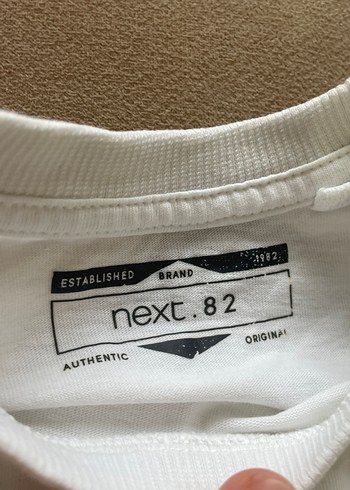 ESTABLISHED BRAND 1982
next.82
AUTHENTIC ORIGINAL